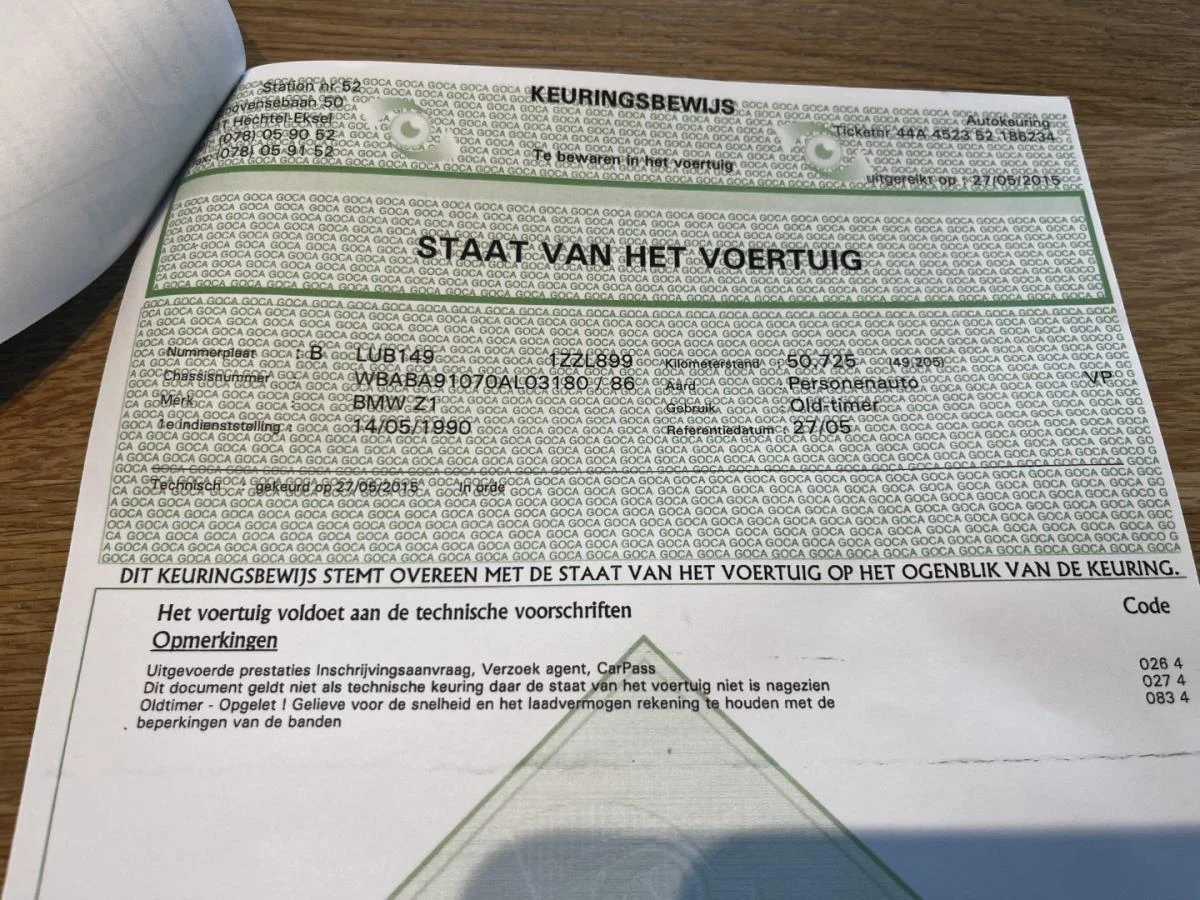 Station nr 52
KEURINGSBEWIJS
Autokeuring
ovensebaan 50
Hechtel-Eksel
Ticketnr 44A 4523 52 186234
(078) 05 90 52
Te bewaren in het voertuig
(078) 05 91 52
uitgereikt op : 27/05/2015
STAAT VAN HET VOERTUIG
Nummerplaat : B LUB149 1ZZL899 Kilometerstand : 50,725 (49,205)
Chassisnummer WBABA91070AL03180 / 86 Aard : Personenauto VP
Merk : BMW Z1 Gebruik : Old-timer
1e indienststelling : 14/05/1990 Referentiedatum : 27/05
Technisch : gekeurd op 27/05/2015 In orde
DIT KEURINGSBEWIJS STEMT OVEREEN MET DE STAAT VAN HET VOERTUIG OP HET OGENBLIK VAN DE KEURING.
Het voertuig voldoet aan de technische voorschriften Code
Opmerkingen
Uitgevoerde prestaties Inschrijvingsaanvraag, Verzoek agent, CarPass 026 4
Dit document geldt niet als technische keuring daar de staat van het voertuig niet is nagezien 027 4
Oldtimer - Opgelet ! Gelieve voor de snelheid en het laadvermogen rekening te houden met de 083 4
beperkingen van de banden